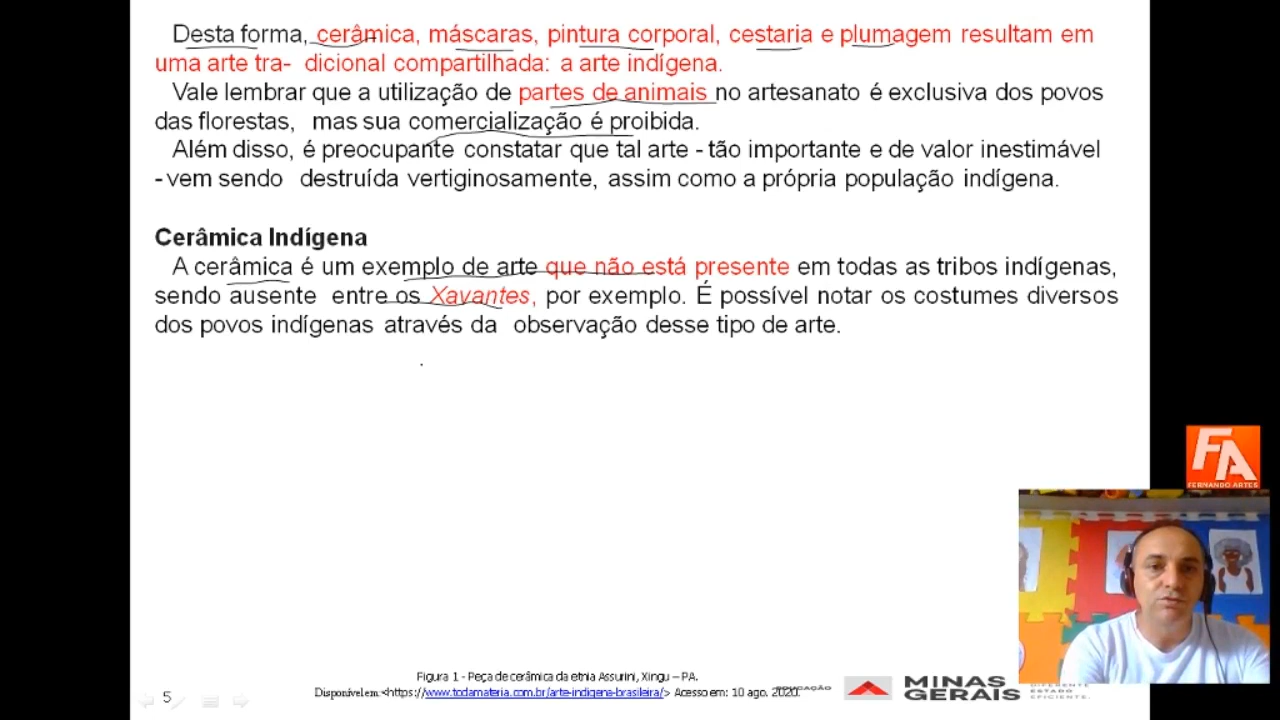 Desta forma, cerâmica, máscaras, pintura corporal, cestaria e plumagem resultam em
uma arte tra- dicional compartilhada: a arte indígena.
Vale lembrar que a utilização de partes de animais no artesanato é exclusiva dos povos
das florestas, mas sua comercialização é proibida.
Além disso, é preocupante constatar que tal arte - tão importante e de valor inestimável
- vem sendo destruída vertiginosamente, assim como a própria população indígena.
Cerâmica Indígena
A cerâmica é um exemplo de arte que não está presente em todas as tribos indígenas,
sendo ausente entre os Xavantes, por exemplo. É possível notar os costumes diversos
dos povos indígenas através da observação desse tipo de arte.
FA
FERNANDO ARTES
Figura 1 - Peça de cerâmica da etnia Assurini, Xingu – PA.
Disponível em: <https://www.todamateria.com.br/arte-indigena-brasileira/> Acesso em: 10 ago. 2020.
EDUCAÇÃO
MINAS
GERAIS
DIFERENTE
ESTADO
EFICIENTE.
5